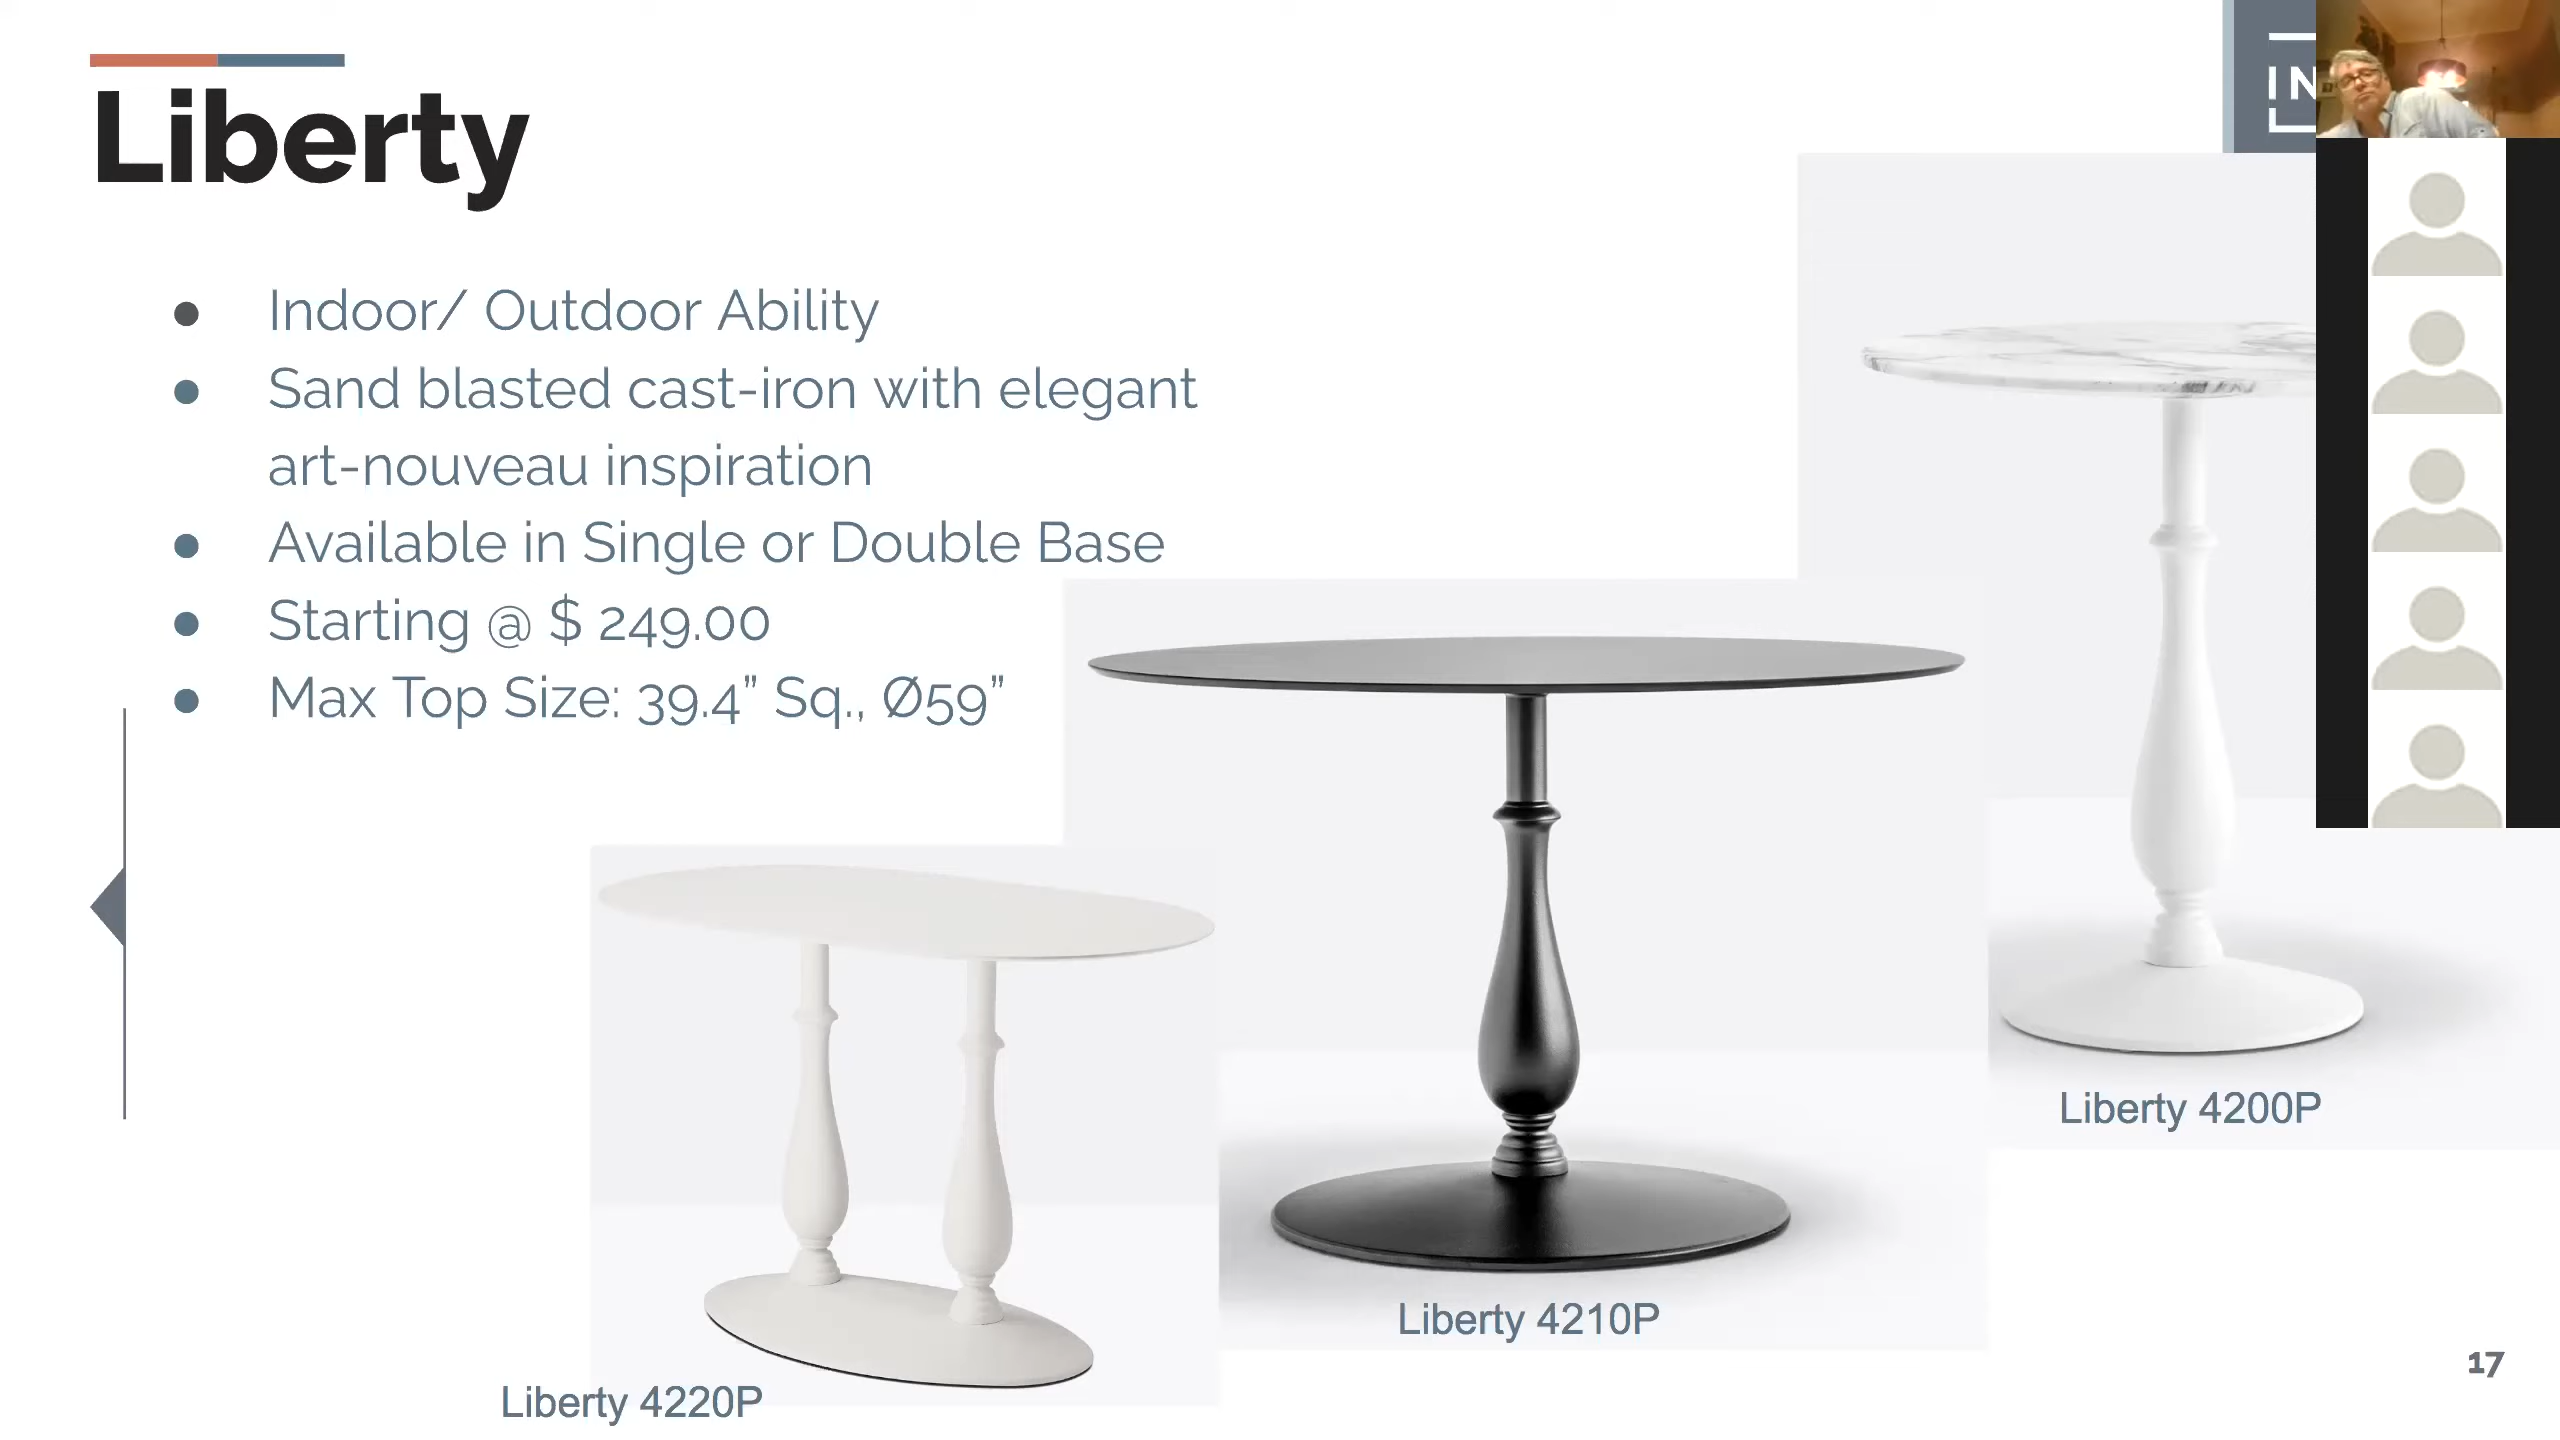 Liberty
IN
● Indoor/ Outdoor Ability
● Sand blasted cast-iron with elegant
art-nouveau inspiration
● Available in Single or Double Base
● Starting @ $ 249.00
● Max Top Size: 39.4” Sq., Ø59”
Liberty 4200P
Liberty 4210P
Liberty 4220P
17